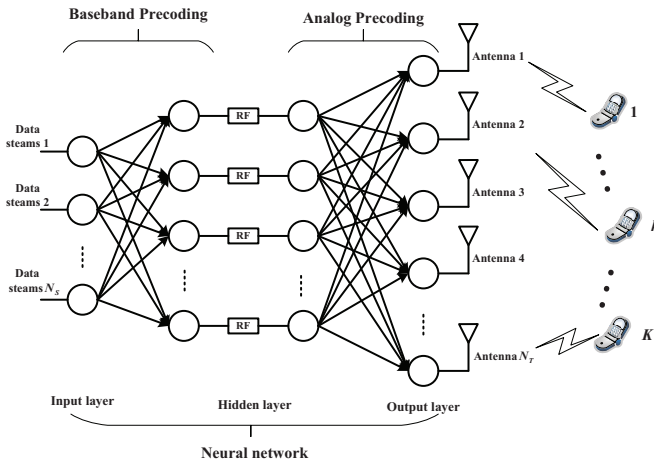 Baseband Precoding
Analog Precoding
Data
steams 1
Data
steams 2
Data
steams N_S
RF
RF
RF
RF
Antenna 1
Antenna 2
Antenna 3
Antenna 4
Antenna N_T
1
K
Input layer
Hidden layer
Output layer
Neural network